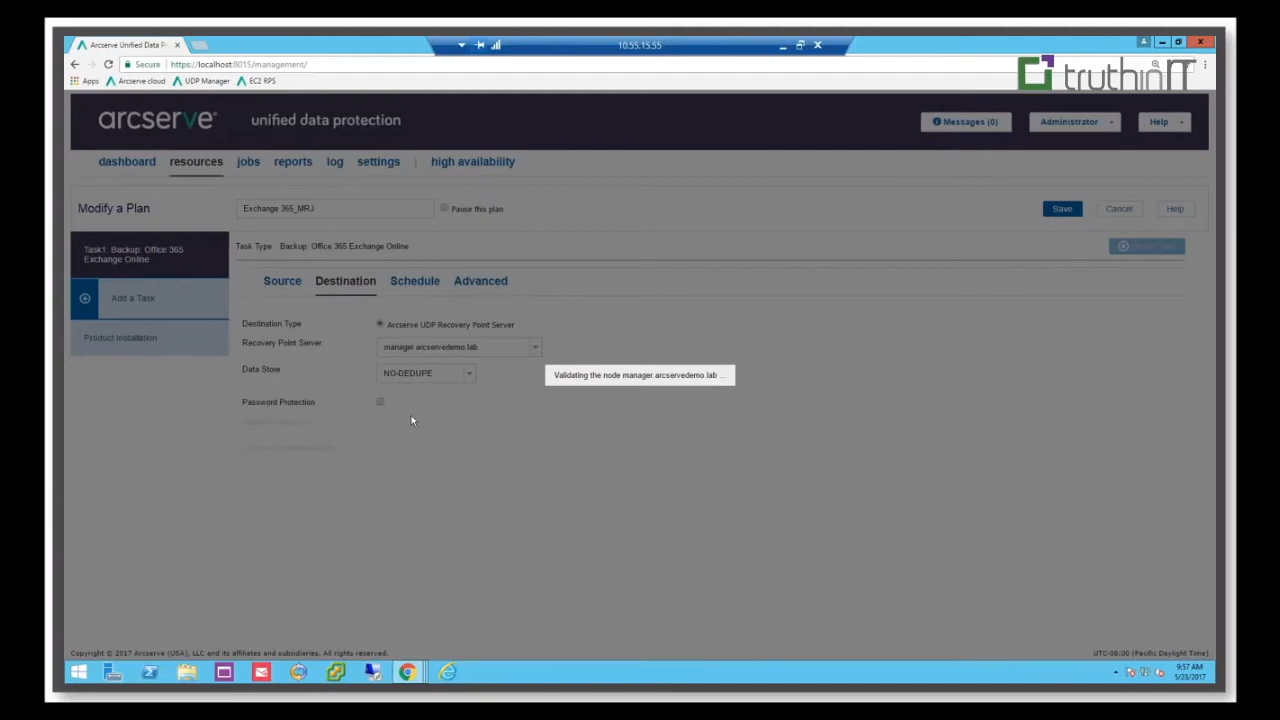 Arcserve Unified Data Pr
10.55.15.55
Secure https://localhost:8015/management/
Apps Arcserve cloud UDP Manager EC2 RPS
truthinIT
arcserve® unified data protection
Messages (0) Administrator Help
dashboard resources jobs reports log settings | high availability
Modify a Plan Exchange 365_MRJ Pause this plan Save Cancel Help
Task1: Backup: Office 365
Exchange Online
Task Type Backup: Office 365 Exchange Online
Source Destination Schedule Advanced
Add a Task
Product Installation
Destination Type Arcserve UDP Recovery Point Server
Recovery Point Server manager.arcservedemo.lab
Data Store NO-DEDUPE
Validating the node manager.arcservedemo.lab ...
Password Protection
Copyright © 2017 Arcserve (USA), LLC and its affiliates and subsidiaries. All rights reserved.
UTC-08:00 (Pacific Daylight Time)
9:57 AM
5/23/2017